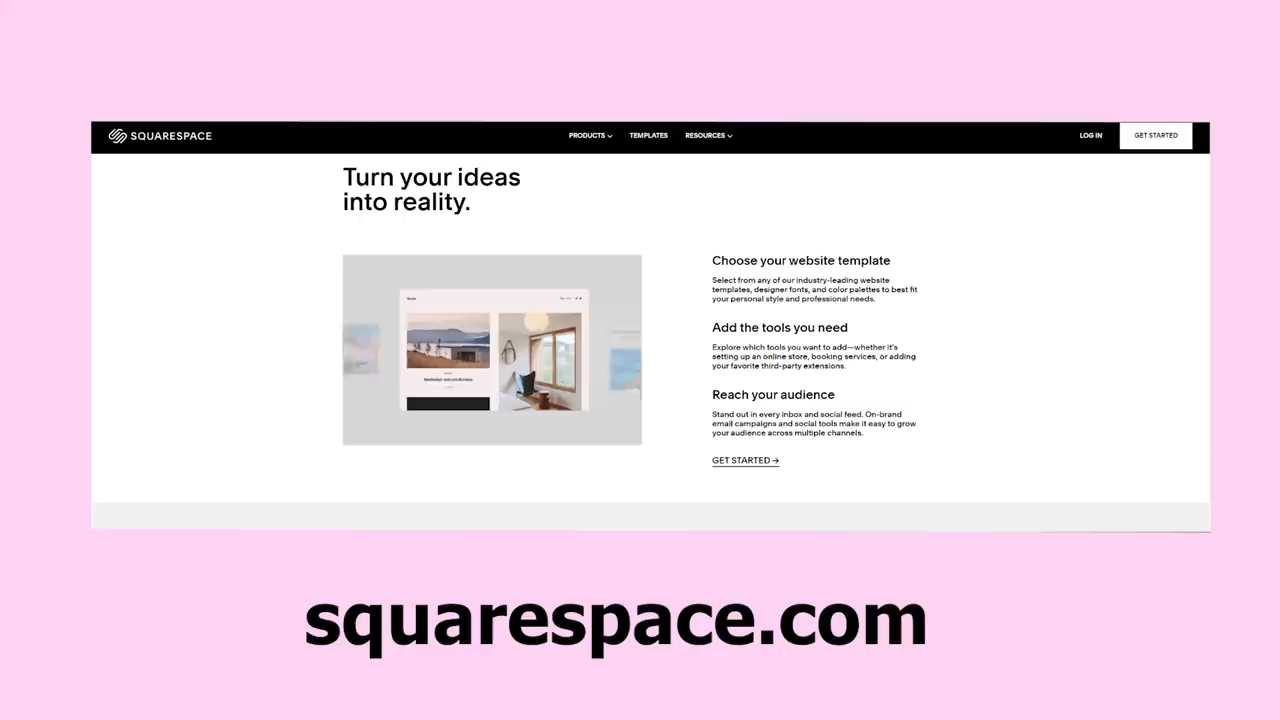 SQUARESPACE
PRODUCTS TEMPLATES RESOURCES
LOG IN GET STARTED
Turn your ideas
into reality.
Choose your website template
Select from any of our industry-leading website
templates, designer fonts, and color palettes to best fit
your personal style and professional needs.
Add the tools you need
Explore which tools you want to add—whether it's
setting up an online store, booking services, or adding
your favorite third-party extensions.
Reach your audience
Stand out in every inbox and social feed. On-brand
email campaigns and social tools make it easy to grow
your audience across multiple channels.
GET STARTED →
squarespace.com